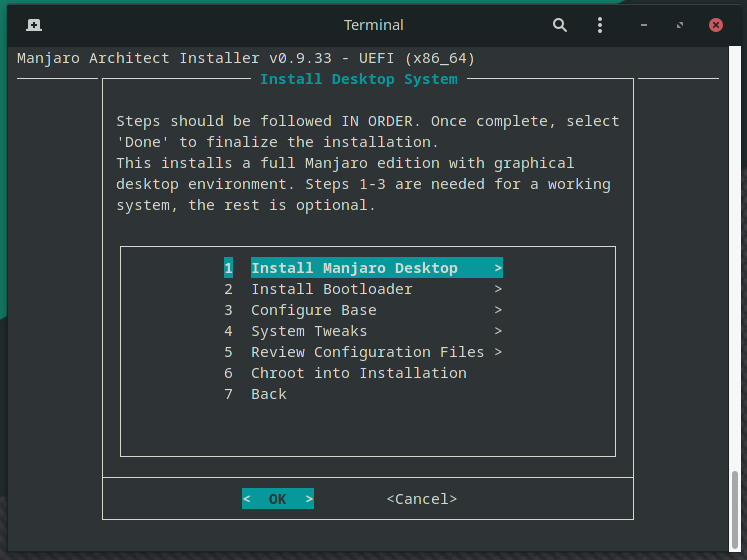 Terminal
Manjaro Architect Installer v0.9.33 - UEFI (x86_64)
Install Desktop System
Steps should be followed IN ORDER. Once complete, select
'Done' to finalize the installation.
This installs a full Manjaro edition with graphical
desktop environment. Steps 1-3 are needed for a working
system, the rest is optional.
1 Install Manjaro Desktop >
2 Install Bootloader >
3 Configure Base >
4 System Tweaks >
5 Review Configuration Files >
6 Chroot into Installation
7 Back
< OK > <Cancel>